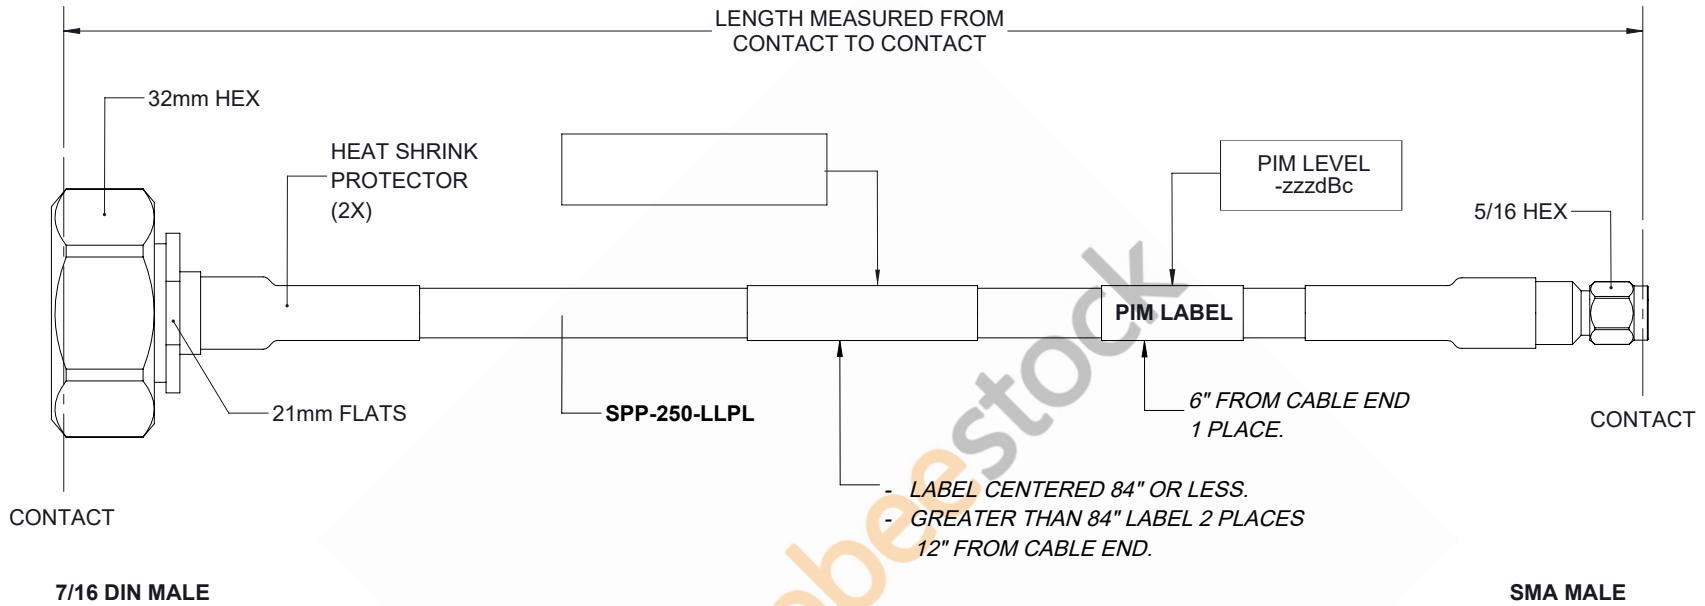 LENGTH MEASURED FROM
CONTACT TO CONTACT
32mm HEX
HEAT SHRINK
PROTECTOR
(2X)
PIM LEVEL
-zzzdBc
5/16 HEX
PIM LABEL
21mm FLATS
SPP-250-LLPL
6" FROM CABLE END
1 PLACE.
CONTACT
- LABEL CENTERED 84" OR LESS.
- GREATER THAN 84" LABEL 2 PLACES
12" FROM CABLE END.
CONTACT
7/16 DIN MALE
SMA MALE
obeestock